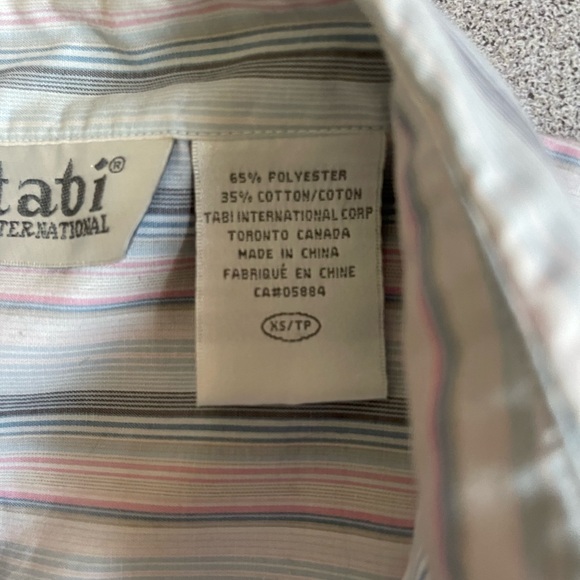 tabi®
INTERNATIONAL
65% POLYESTER
35% COTTON/COTON
TABI INTERNATIONAL CORP
TORONTO CANADA
MADE IN CHINA
FABRIQUÉ EN CHINE
CA#05884
XS/TP